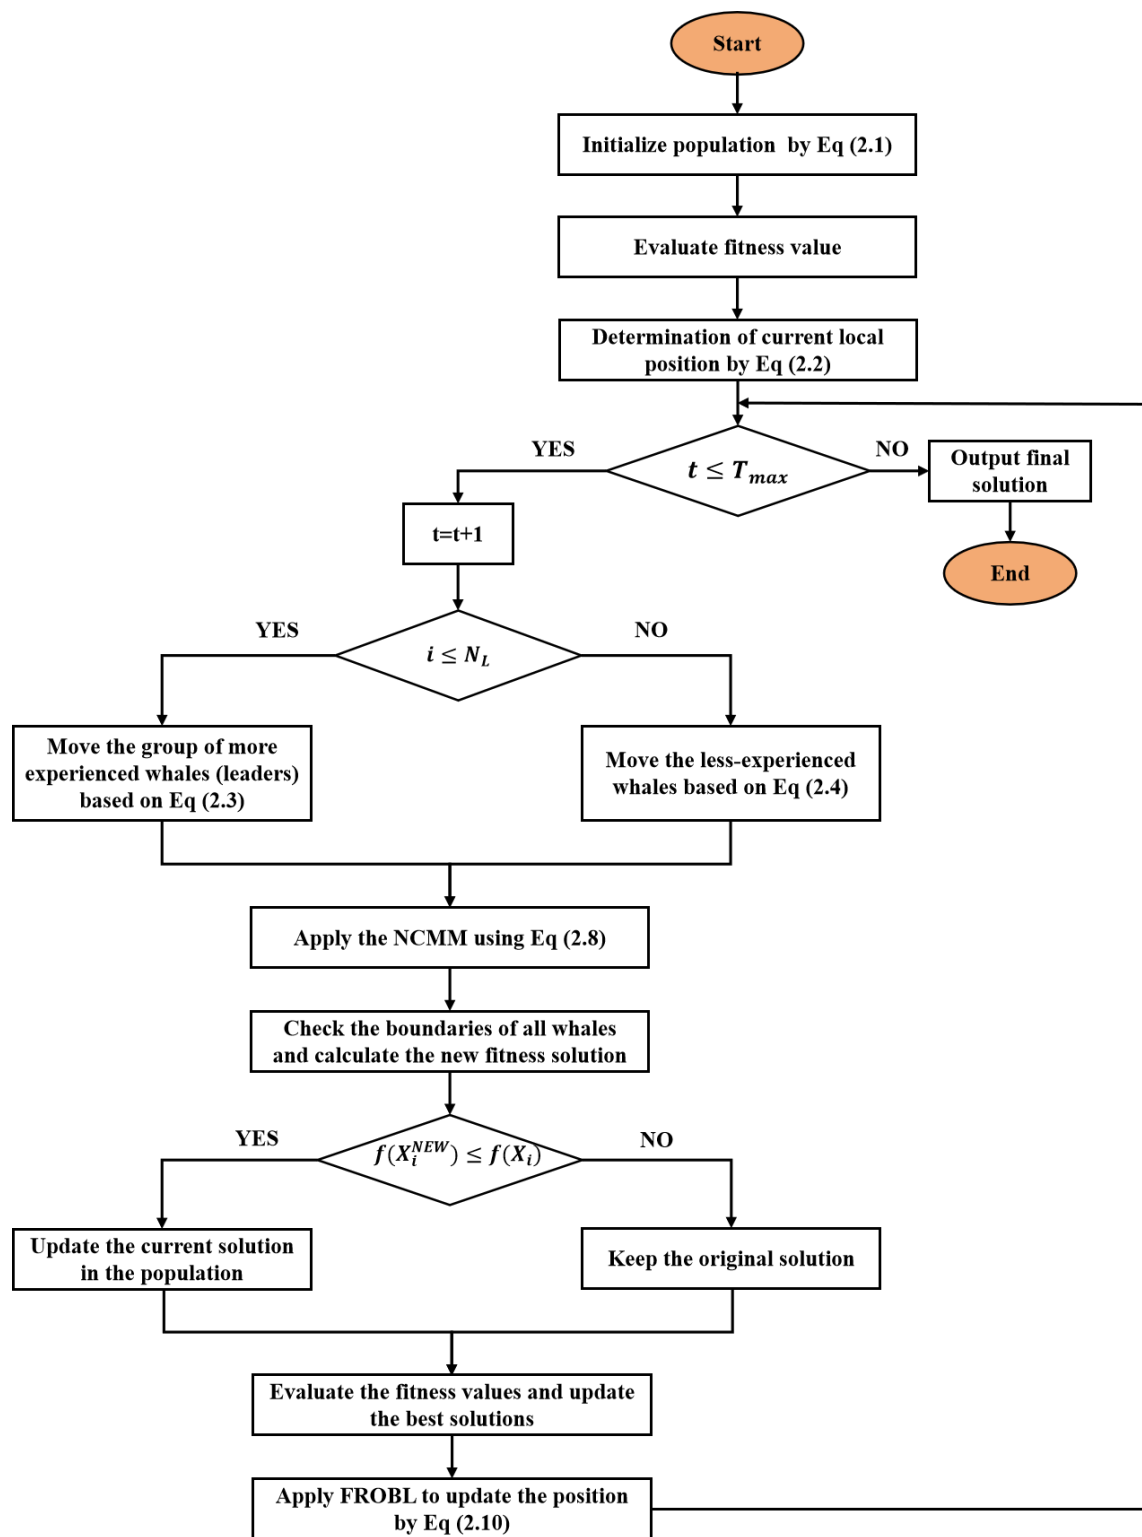 Start
Initialize population by Eq (2.1)
Evaluate fitness value
Determination of current local
position by Eq (2.2)
YES
t ≤ T_max
NO
Output final
solution
t=t+1
End
YES
i ≤ N_L
NO
Move the group of more
experienced whales (leaders)
based on Eq (2.3)
Move the less-experienced
whales based on Eq (2.4)
Apply the NCMM using Eq (2.8)
Check the boundaries of all whales
and calculate the new fitness solution
YES
f(X_i^NEW) ≤ f(X_i)
NO
Update the current solution
in the population
Keep the original solution
Evaluate the fitness values and update
the best solutions
Apply FROBL to update the position
by Eq (2.10)